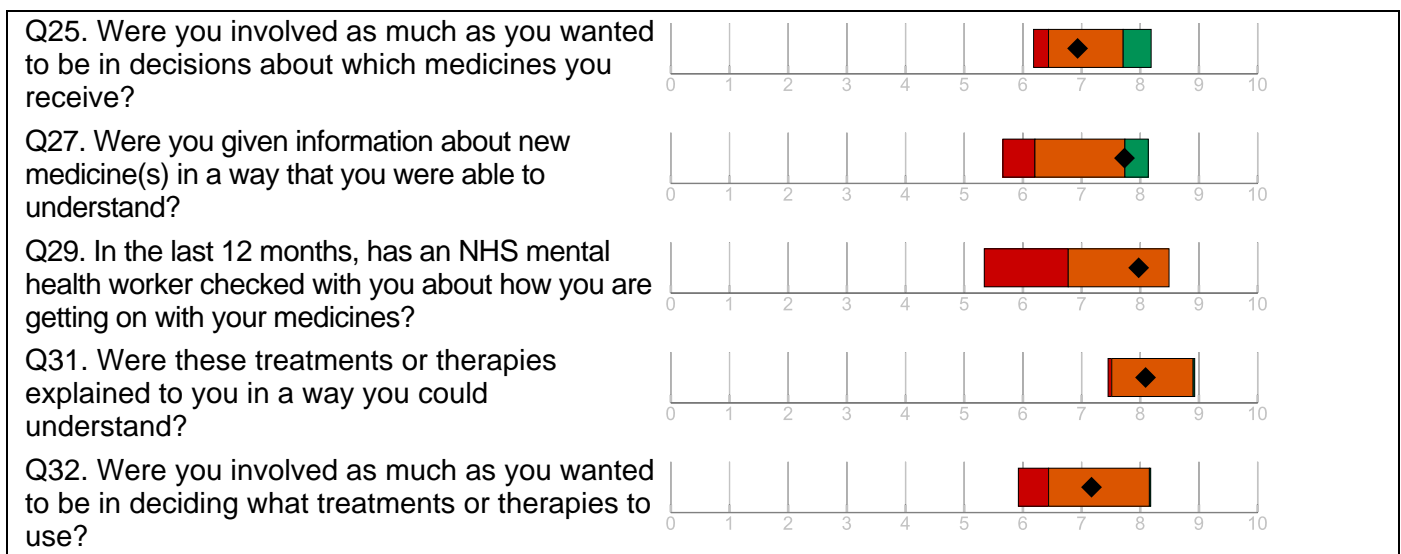 Q25. Were you involved as much as you wanted
to be in decisions about which medicines you
receive?
0 1 2 3 4 5 6 7 8 9 10
Q27. Were you given information about new
medicine(s) in a way that you were able to
understand?
0 1 2 3 4 5 6 7 8 9 10
Q29. In the last 12 months, has an NHS mental
health worker checked with you about how you are
getting on with your medicines?
0 1 2 3 4 5 6 7 8 9 10
Q31. Were these treatments or therapies
explained to you in a way you could
understand?
0 1 2 3 4 5 6 7 8 9 10
Q32. Were you involved as much as you wanted
to be in deciding what treatments or therapies to
use?
0 1 2 3 4 5 6 7 8 9 10